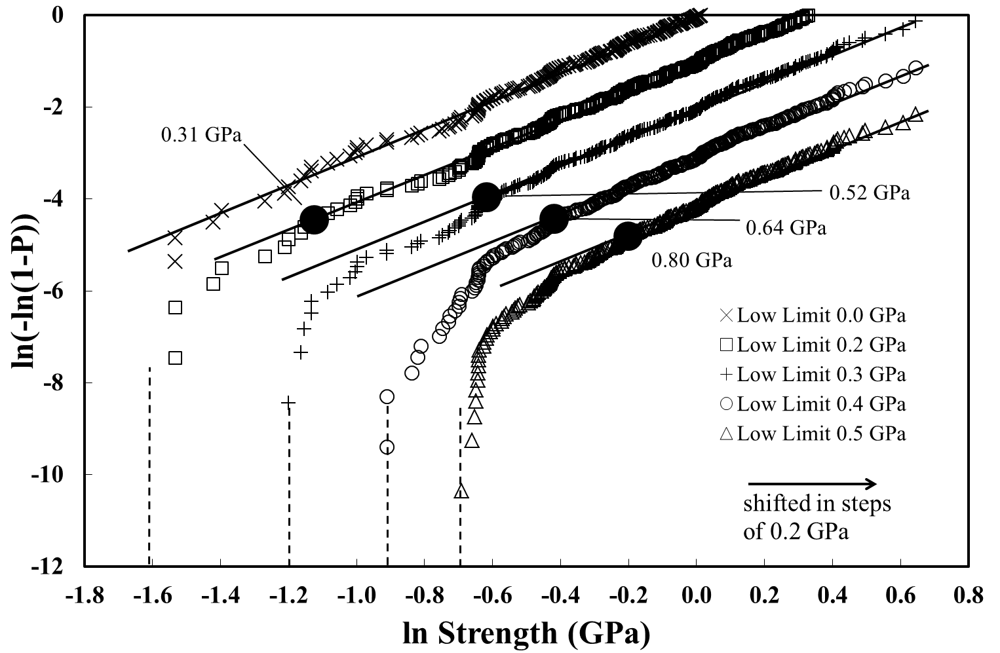 0
-2
-4
-6
-8
-10
-12
ln(-ln(1-P))
0.31 GPa
0.52 GPa
0.64 GPa
0.80 GPa
Low Limit 0.0 GPa
Low Limit 0.2 GPa
Low Limit 0.3 GPa
Low Limit 0.4 GPa
Low Limit 0.5 GPa
shifted in steps
of 0.2 GPa
-1.8 -1.6 -1.4 -1.2 -1.0 -0.8 -0.6 -0.4 -0.2 0.0 0.2 0.4 0.6 0.8
ln Strength (GPa)